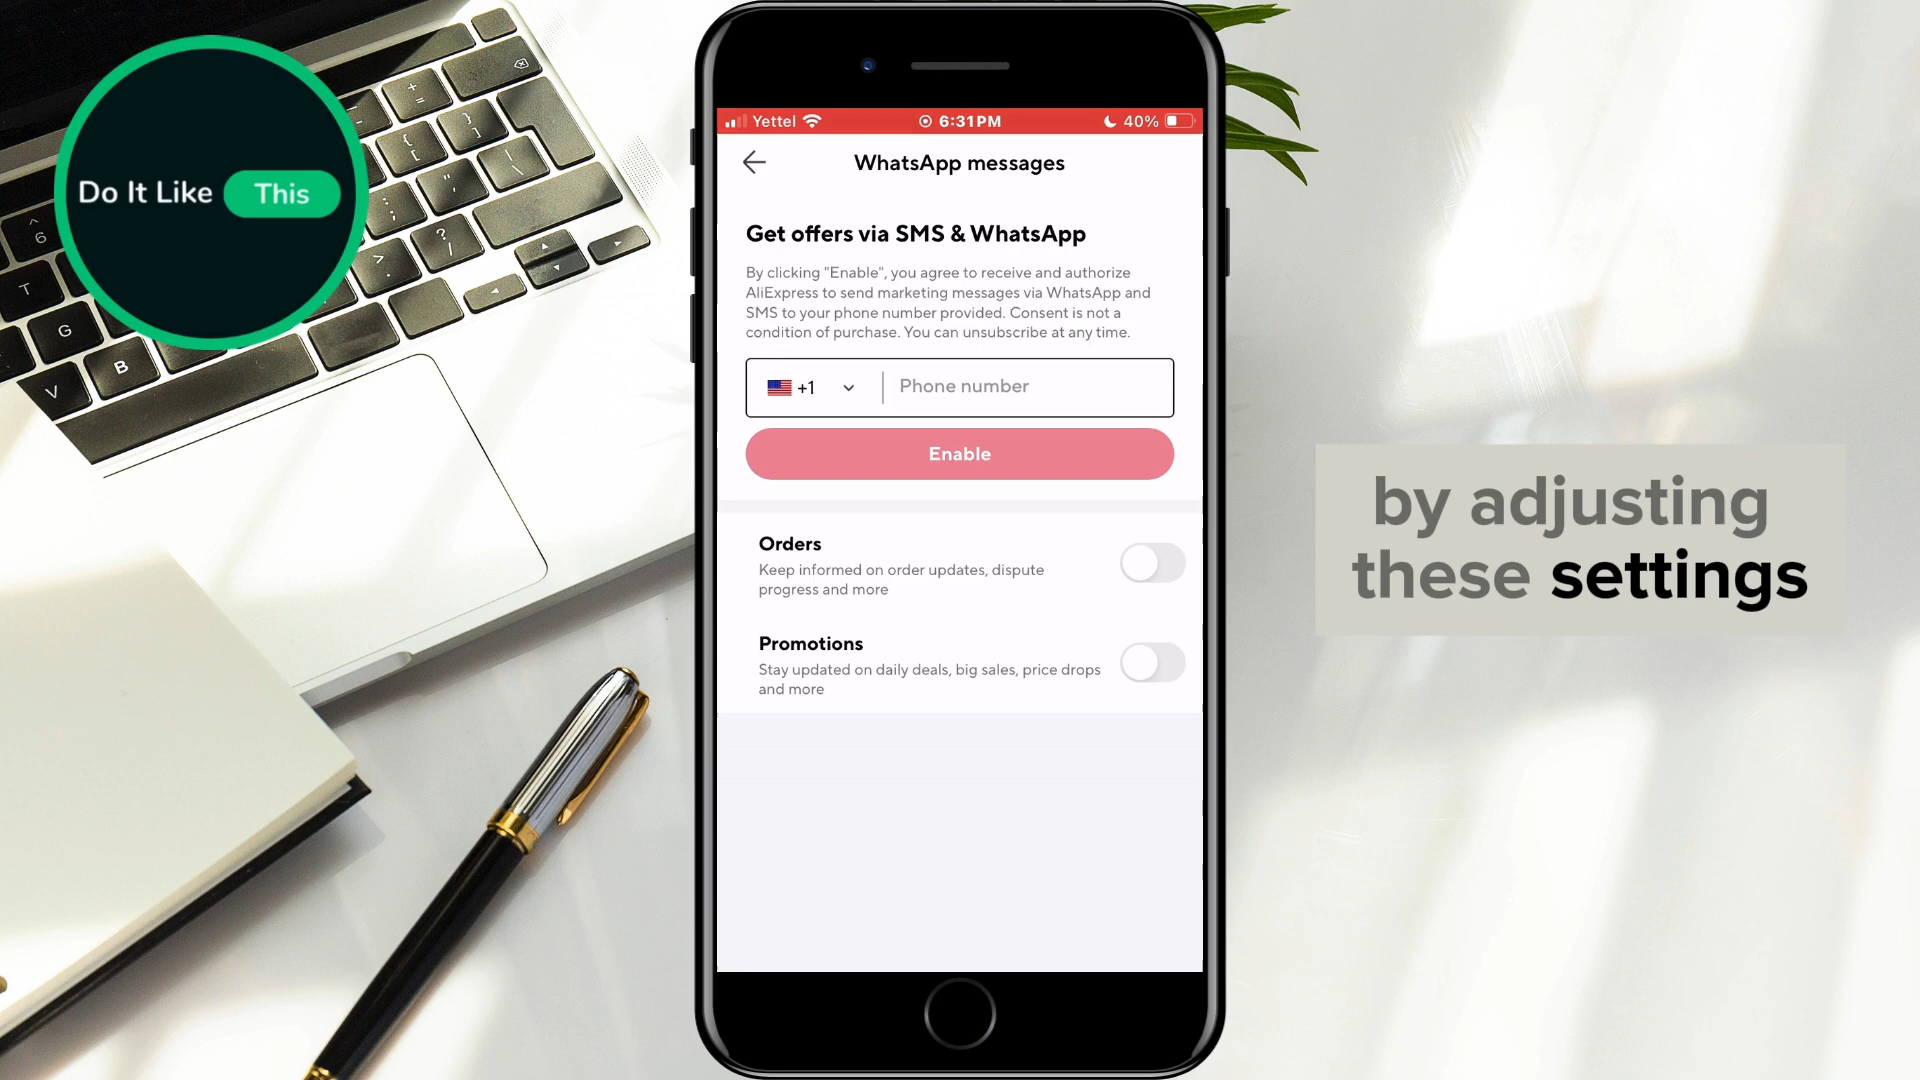 Do It Like This
Yettel 6:31PM 40%
WhatsApp messages
Get offers via SMS & WhatsApp
By clicking "Enable", you agree to receive and authorize
AliExpress to send marketing messages via WhatsApp and
SMS to your phone number provided. Consent is not a
condition of purchase. You can unsubscribe at any time.
+1 Phone number
Enable
Orders
Keep informed on order updates, dispute
progress and more
Promotions
Stay updated on daily deals, big sales, price drops
and more
by adjusting
these settings
6
T
G
V
B